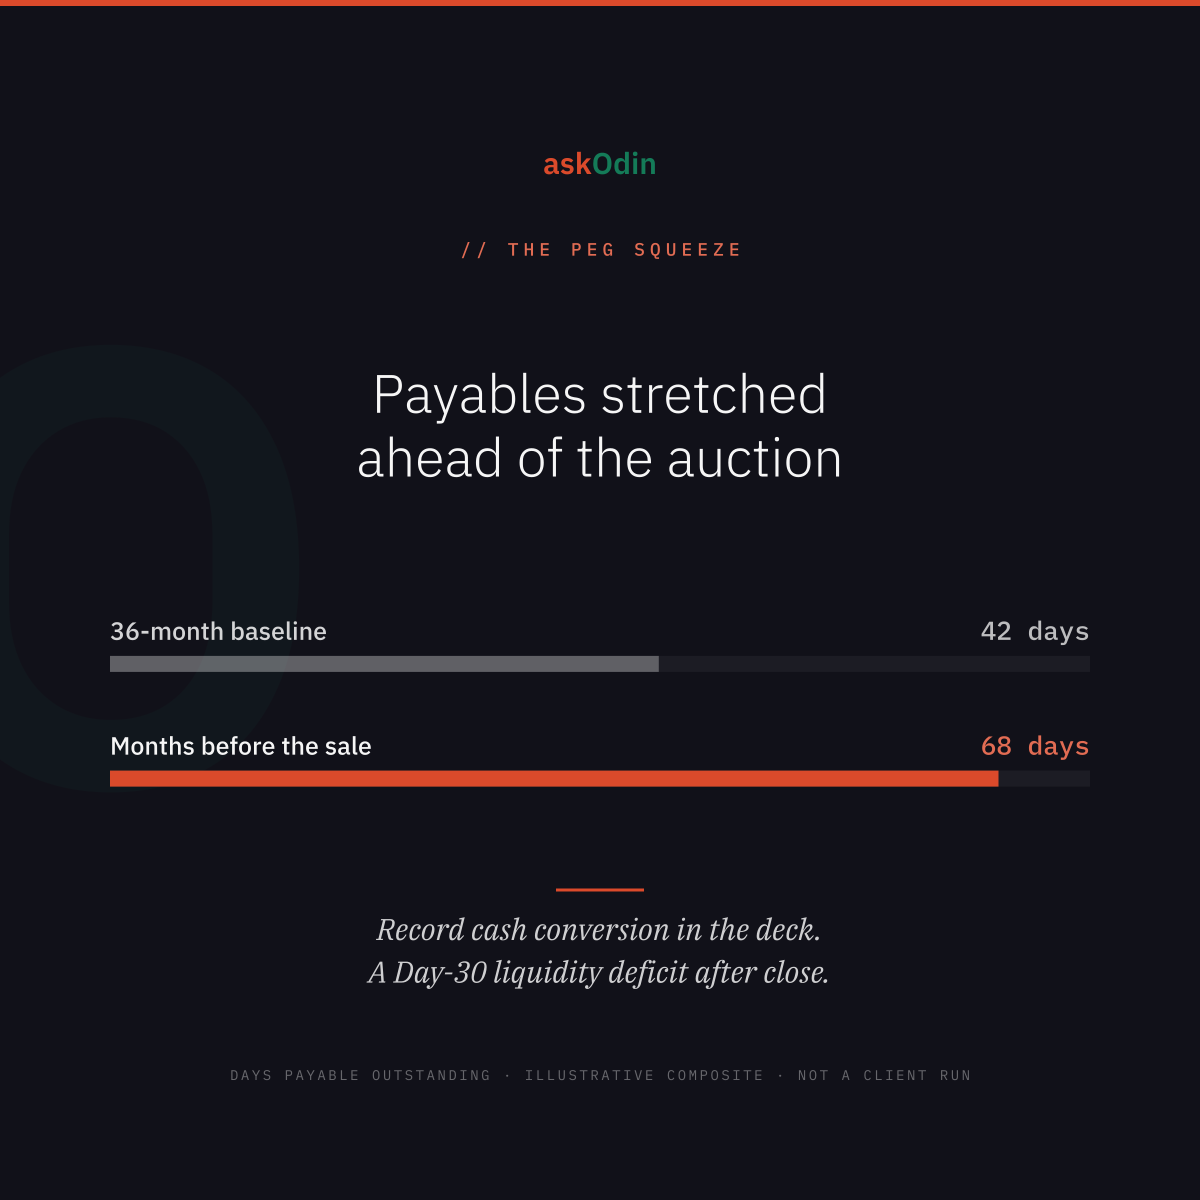 askOdin
// THE PEG SQUEEZE
Payables stretched
ahead of the auction
36-month baseline 42 days
Months before the sale 68 days
Record cash conversion in the deck.
A Day-30 liquidity deficit after close.
DAYS PAYABLE OUTSTANDING · ILLUSTRATIVE COMPOSITE · NOT A CLIENT RUN